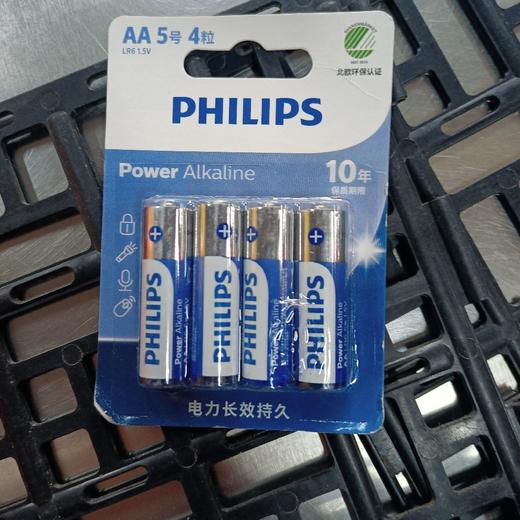 AA 5号 4粒
LR6 1.5V
北欧环保认证
PHILIPS
Power Alkaline
10年
保质期限
PHILIPS
Power Alkaline
PHILIPS
Power Alkaline
PHILIPS
Power Alkaline
PHILIPS
Power Alkaline
电力长效持久